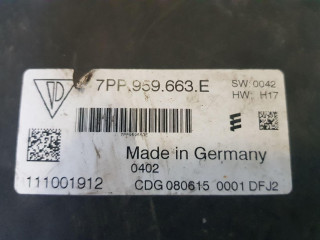 7PP.959.663.E
SW 0042
HW: H17
Made in Germany
0402
111001912
CDG 080615 0001 DFJ2